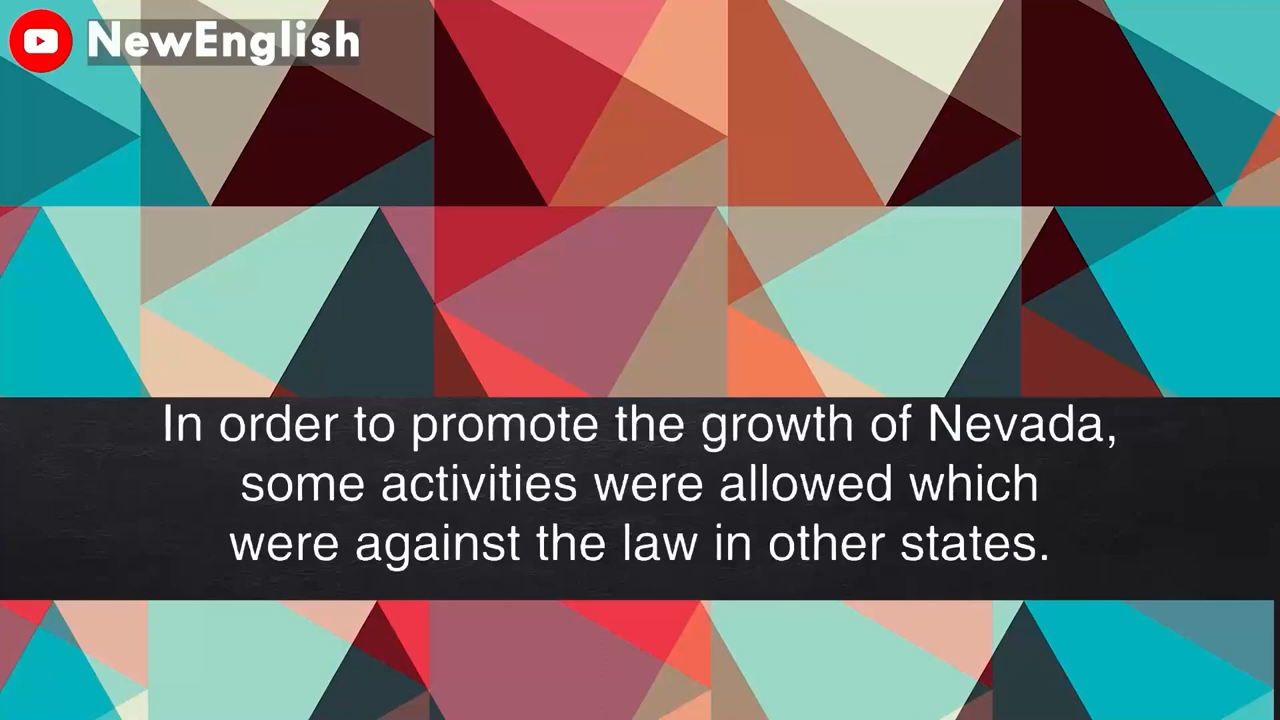 NewEnglish
In order to promote the growth of Nevada,
some activities were allowed which
were against the law in other states.